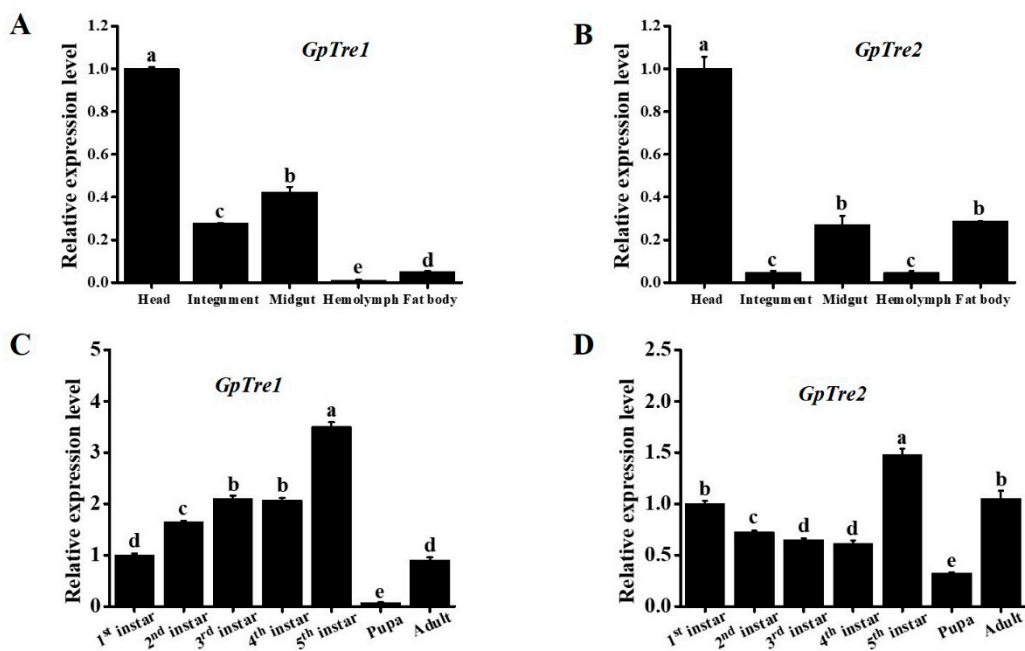 A
GpTre1
Relative expression level
1.2
1.0
0.8
0.6
0.4
0.2
0.0
a
c
b
e
d
Head Integument Midgut Hemolymph Fat body
B
GpTre2
Relative expression level
1.2
1.0
0.8
0.6
0.4
0.2
0.0
a
c
b
c
b
Head Integument Midgut Hemolymph Fat body
C
GpTre1
Relative expression level
5
4
3
2
1
0
d
c
b
b
a
e
d
1st instar 2nd instar 3rd instar 4th instar 5th instar Pupa Adult
D
GpTre2
Relative expression level
2.5
2.0
1.5
1.0
0.5
0.0
b
c
d
d
a
e
b
1st instar 2nd instar 3rd instar 4th instar 5th instar Pupa Adult